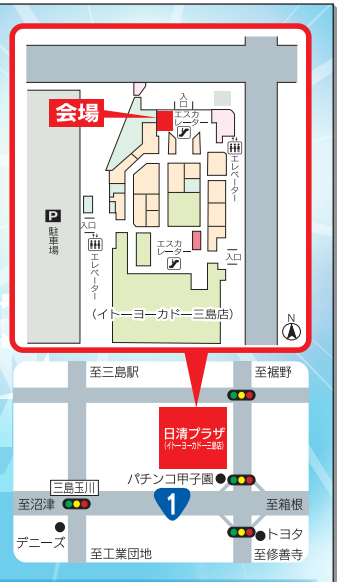 会場
入口
エスカレーター
エレベーター
P
駐車場
入口
エレベーター
エスカレーター
入口
(イトーヨーカドー三島店)
N
至三島駅
至裾野
日清プラザ
(イトーヨーカドー三島店)
パチンコ甲子園
三島玉川
至沼津
1
至箱根
デニーズ
トヨタ
至工業団地
至修善寺